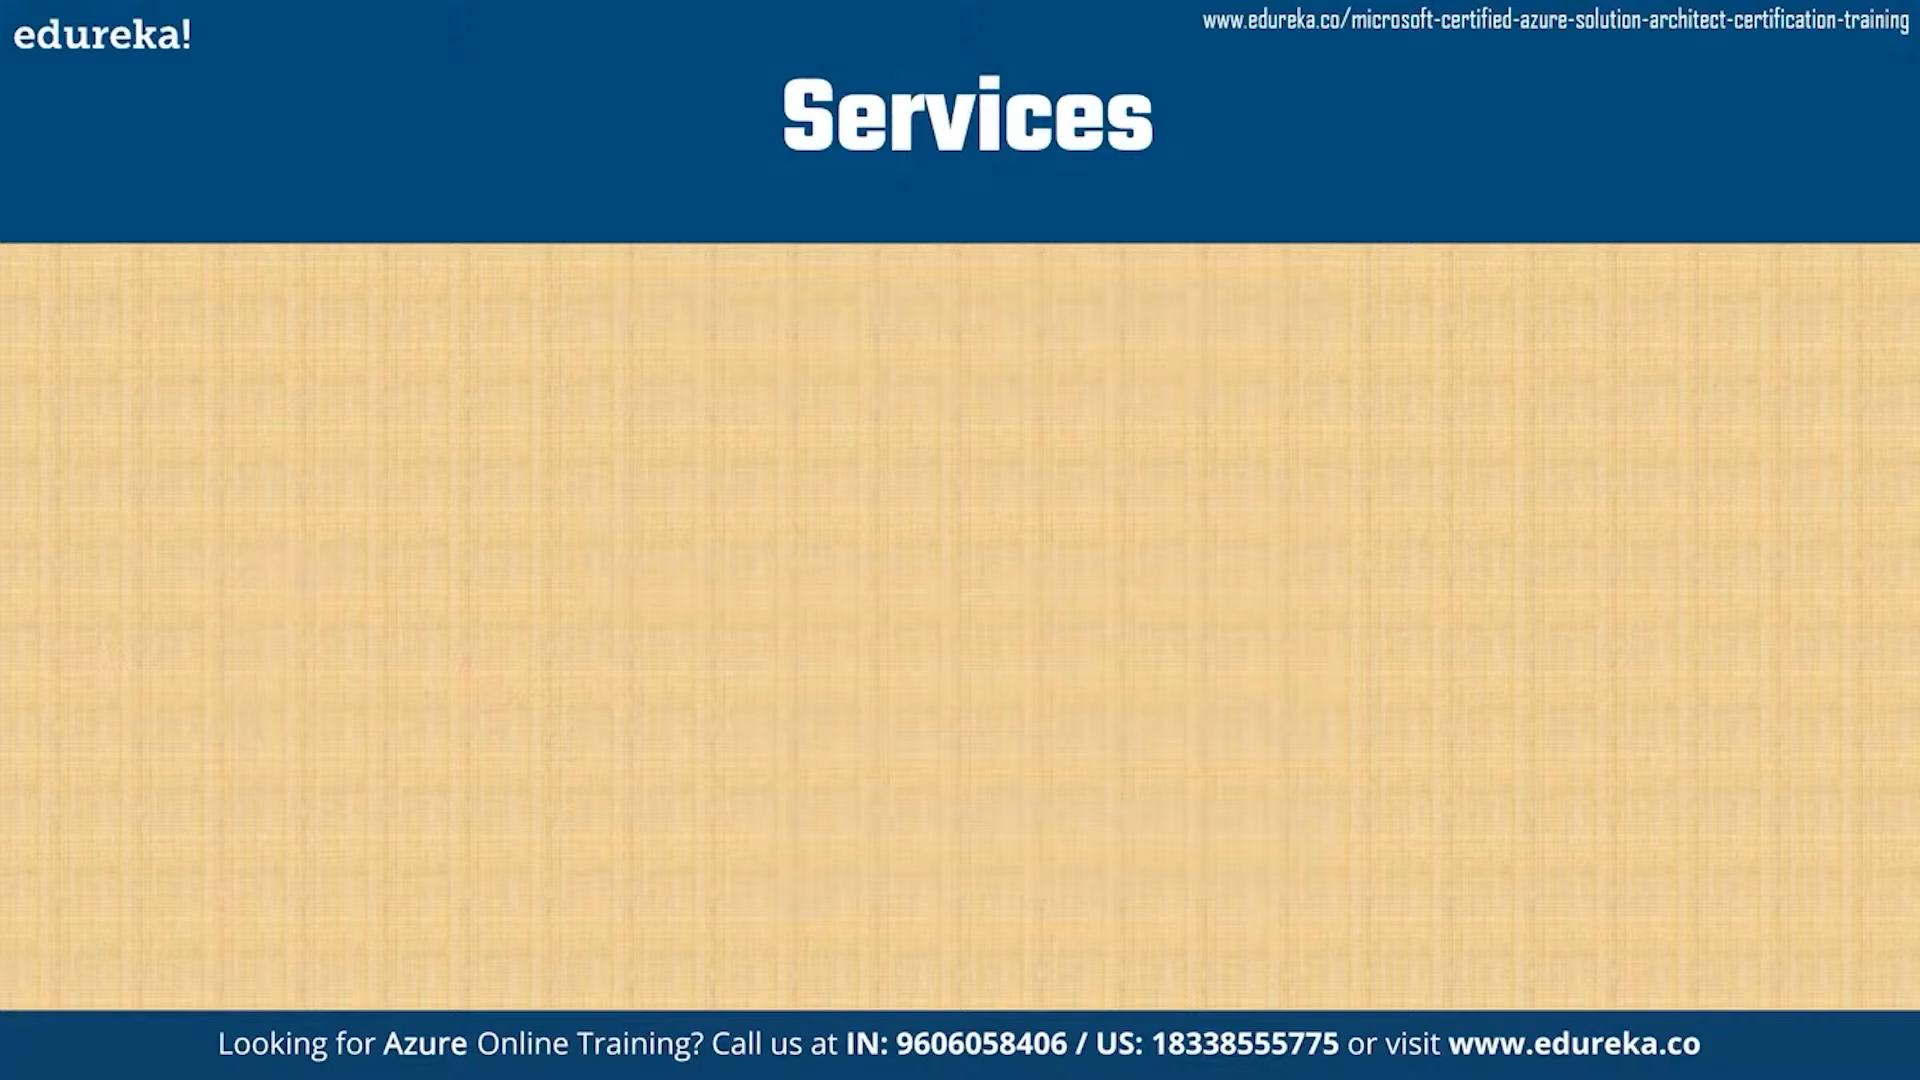 edureka!
www.edureka.co/microsoft-certified-azure-solution-architect-certification-training
Services
Looking for Azure Online Training? Call us at IN: 9606058406 / US: 18338555775 or visit www.edureka.co